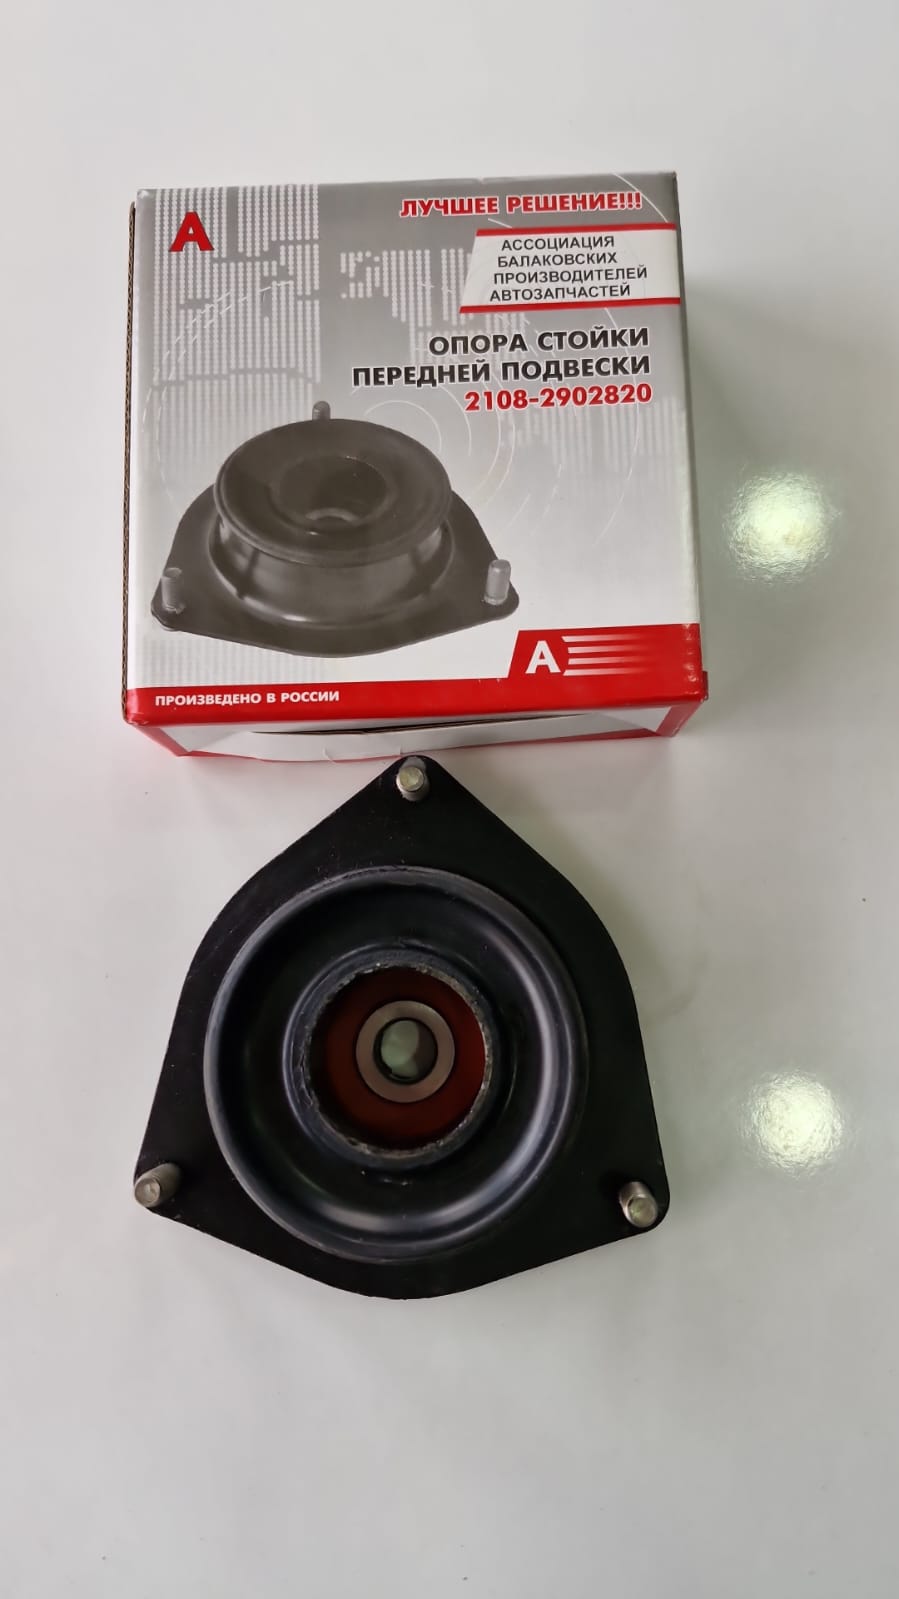 А
ЛУЧШЕЕ РЕШЕНИЕ!!!
АССОЦИАЦИЯ
БАЛАКОВСКИХ
ПРОИЗВОДИТЕЛЕЙ
АВТОЗАПЧАСТЕЙ
ОПОРА СТОЙКИ
ПЕРЕДНЕЙ ПОДВЕСКИ
2108-2902820
А
ПРОИЗВЕДЕНО В РОССИИ